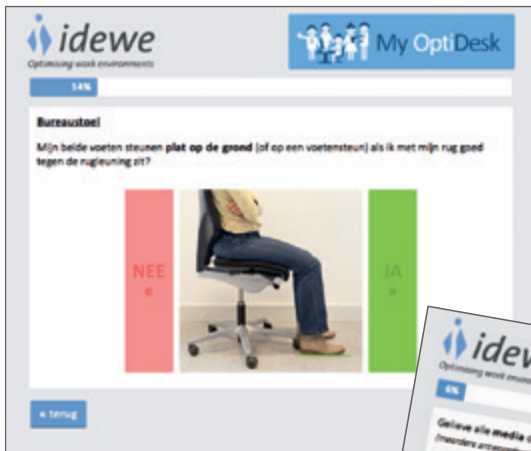 idewe
Optimising work environments
My OptiDesk
14%
Bureaustoel
Mijn beide voeten steunen plat op de grond (of op een voetensteun) als ik met mijn rug goed
tegen de rugleuning zit?
NEE
«
JA
»
« terug
idew
Optimising work environ
6%
Gelieve alle media